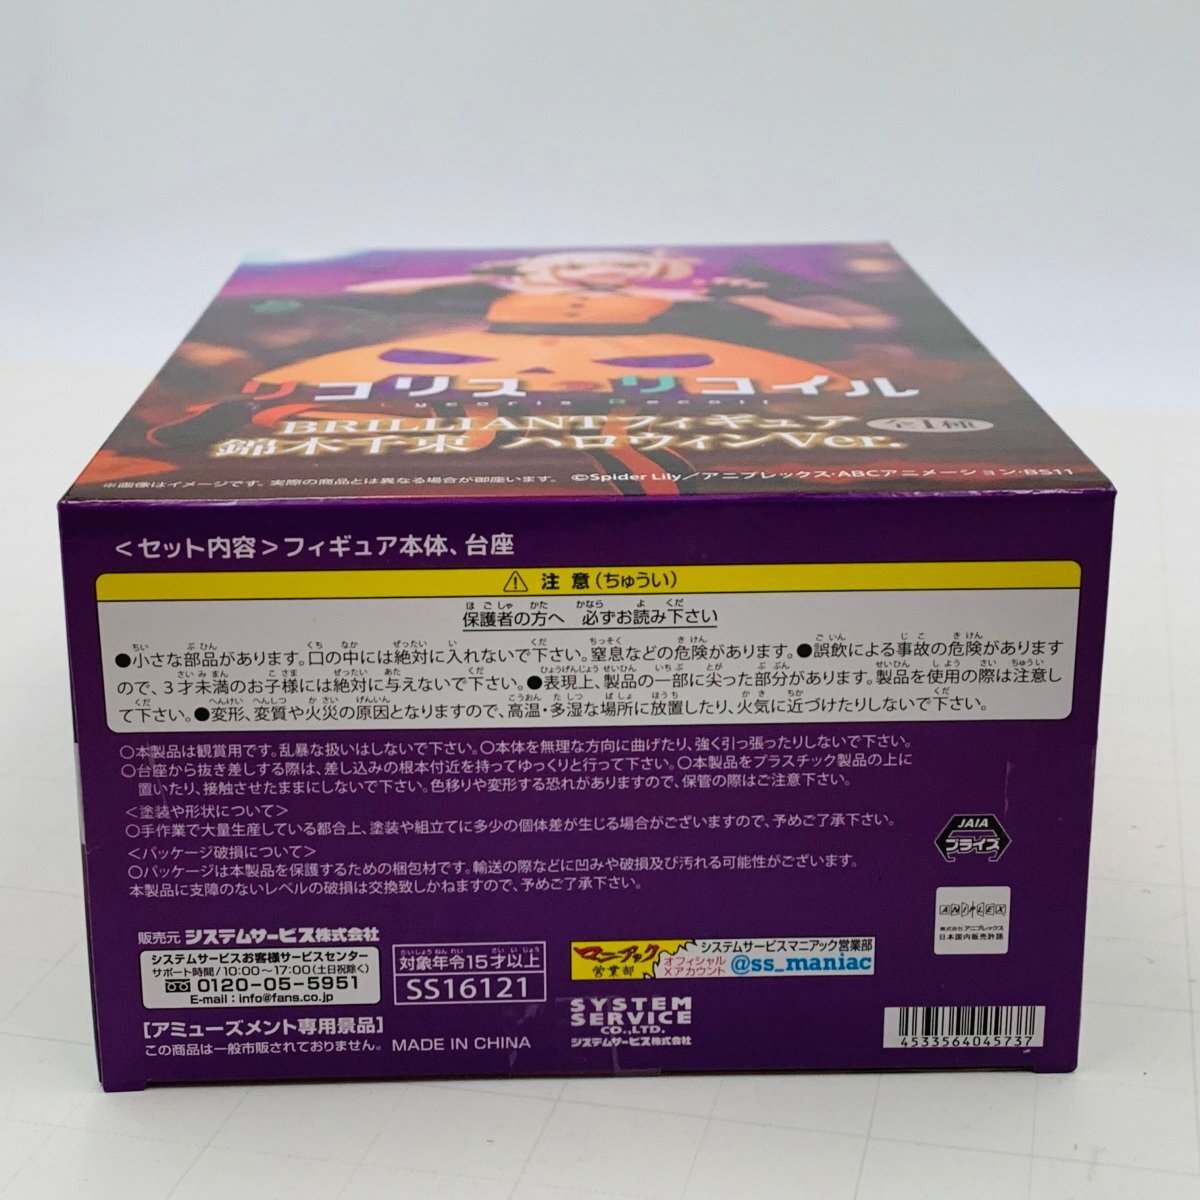 リコリス・リコイル
Lycoris Recoil
BRILLIANTフィギュア
錦木千束 ハロウィンVer.
全1種
※画像はイメージです。実際の商品とは異なる場合が御座います。
©Spider Lily／アニプレックス・ABCアニメーション・BS11
＜セット内容＞フィギュア本体、台座
⚠ 注意（ちゅうい）
保護者の方へ 必ずお読み下さい
●小さな部品があります。口の中には絶対に入れないで下さい。窒息などの危険があります。●誤飲による事故の危険がありますので、3才未満のお子様には絶対に与えないで下さい。●表現上、製品の一部に尖った部分があります。製品を使用の際は注意して下さい。●変形、変質や火災の原因となりますので、高温・多湿な場所に放置したり、火気に近づけたりしないで下さい。
○本製品は観賞用です。乱暴な扱いはしないで下さい。○本体を無理な方向に曲げたり、強く引っ張ったりしないで下さい。
○台座から抜き差しする際は、差し込みの根本付近を持ってゆっくりと行って下さい。○本製品をプラスチック製品の上に
置いたり、接触させたままにしないで下さい。色移りや変形する恐れがありますので、保管の際はご注意下さい。
＜塗装や形状について＞
○手作業で大量生産している都合上、塗装や組立てに多少の個体差が生じる場合がございますので、予めご了承下さい。
＜パッケージ破損について＞
○パッケージは本製品を保護するための梱包材です。輸送の際などに凹みや破損及び汚れる可能性がございます。
本製品に支障のないレベルの破損は交換致しかねますので、予めご了承下さい。
JAIA
プライズ
ANIPLEX
株式会社アニプレックス
日本国内販売許諾
販売元 システムサービス株式会社
システムサービスお客様サービスセンター
サポート時間／10:00〜17:00（土日祝除く）
0120-05-5951
E-mail：info@fans.co.jp
対象年令15才以上
SS16121
マニアック
営業部
システムサービスマニアック営業部
オフィシャル
Xアカウント
@ss_maniac
SYSTEM
SERVICE
CO.,LTD.
システムサービス株式会社
[アミューズメント専用景品]
この商品は一般市販されておりません。 MADE IN CHINA
4533564045737